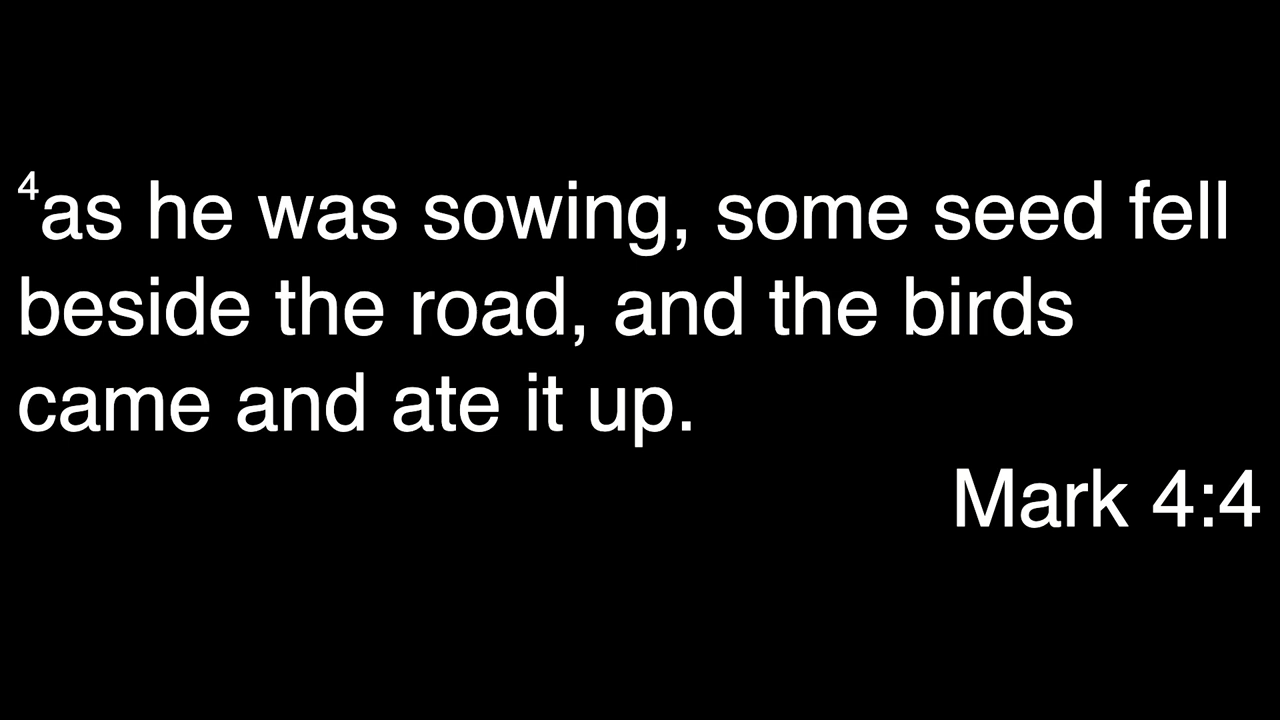 ⁴as he was sowing, some seed fell
beside the road, and the birds
came and ate it up.
Mark 4:4